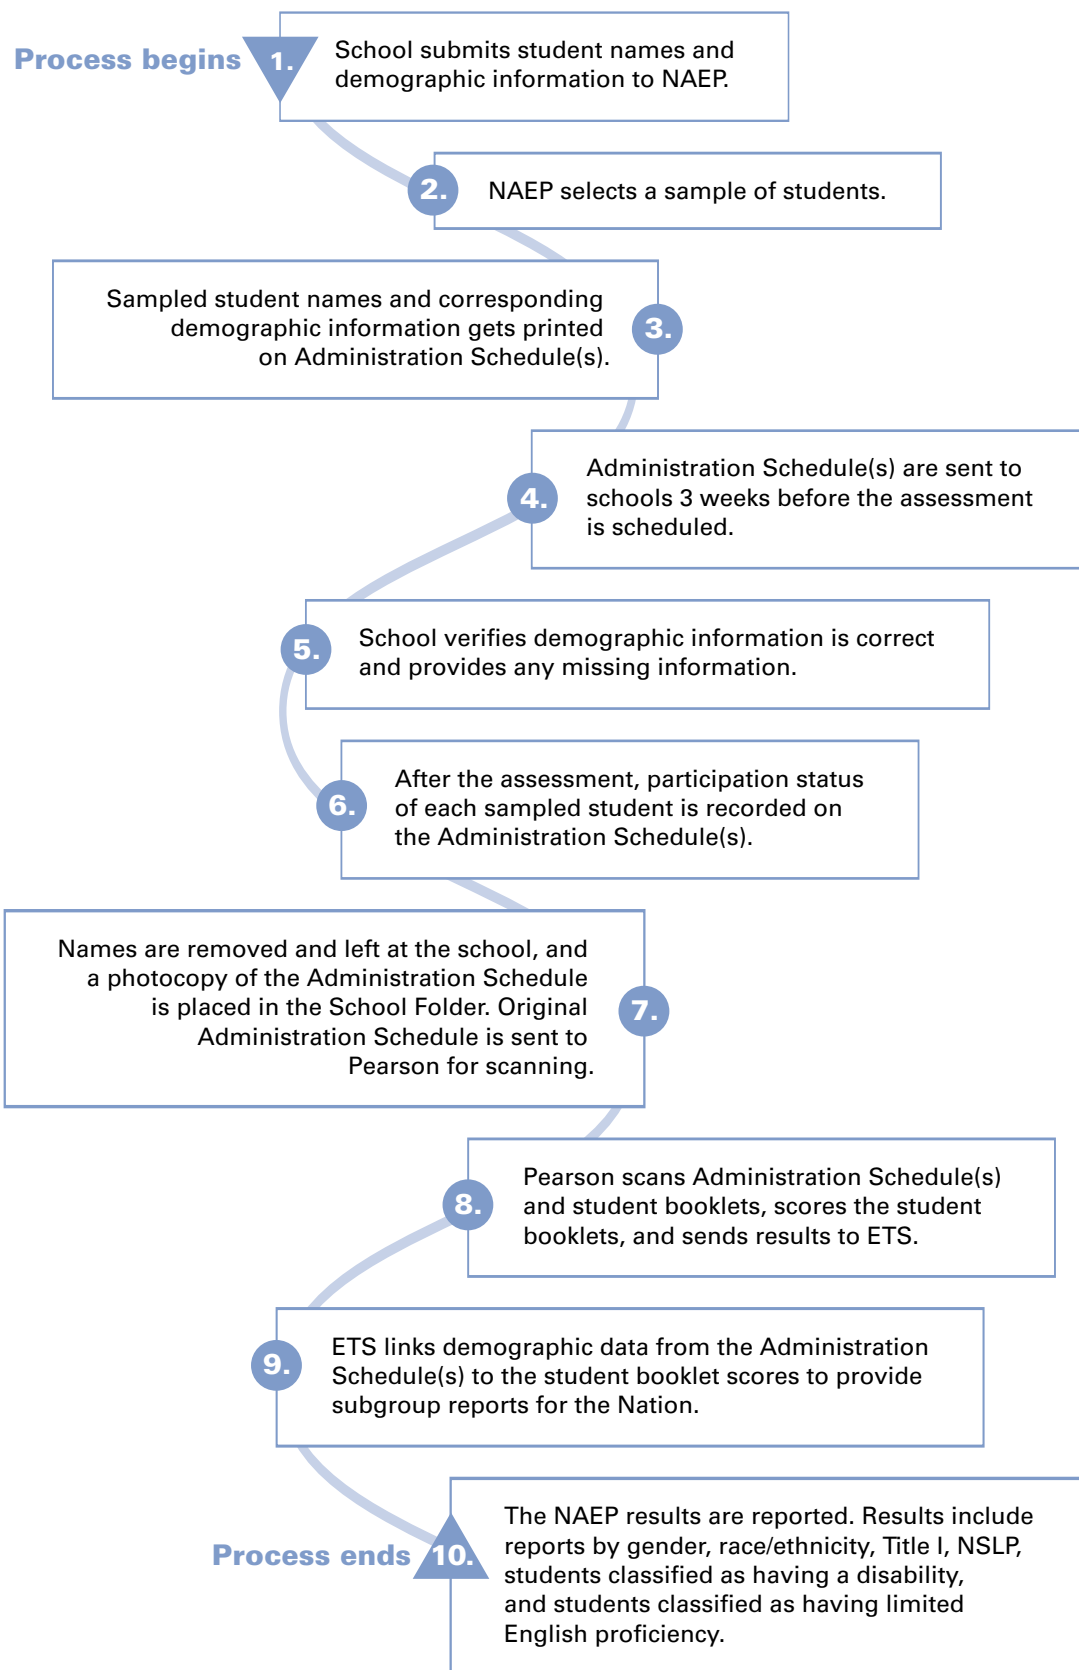 Process begins
1.
School submits student names and
demographic information to NAEP.
2.
NAEP selects a sample of students.
Sampled student names and corresponding
demographic information gets printed
on Administration Schedule(s).
3.
4.
Administration Schedule(s) are sent to
schools 3 weeks before the assessment
is scheduled.
5.
School verifies demographic information is correct
and provides any missing information.
6.
After the assessment, participation status
of each sampled student is recorded on
the Administration Schedule(s).
Names are removed and left at the school, and
a photocopy of the Administration Schedule
is placed in the School Folder. Original
Administration Schedule is sent to
Pearson for scanning.
7.
8.
Pearson scans Administration Schedule(s)
and student booklets, scores the student
booklets, and sends results to ETS.
9.
ETS links demographic data from the Administration
Schedule(s) to the student booklet scores to provide
subgroup reports for the Nation.
Process ends
10.
The NAEP results are reported. Results include
reports by gender, race/ethnicity, Title I, NSLP,
students classified as having a disability,
and students classified as having limited
English proficiency.